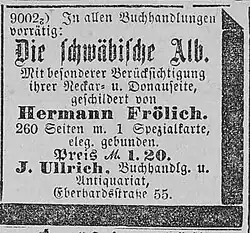 9002₂) In allen Buchhandlungen
vorrätig:
Die schwäbische Alb.
Mit besonderer Berücksichtigung
ihrer Neckar- u. Donauseite,
geschildert von
Hermann Frölich.
260 Seiten m. 1 Spezialkarte,
eleg. gebunden.
Preis M. 1. 20.
J. Ullrich, Buchhandlg. u.
Antiquariat,
Eberhardsstraße 55.